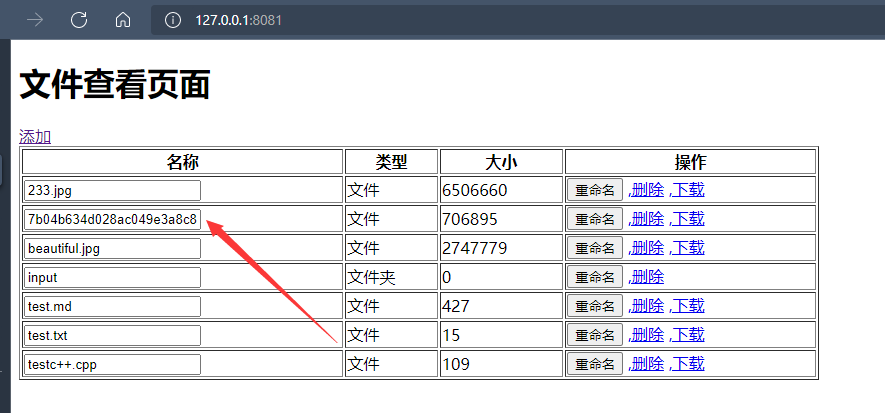 127.0.0.1:8081
文件查看页面
添加
名称 类型 大小 操作
233.jpg 文件 6506660 重命名 ,删除 ,下载
7b04b634d028ac049e3a8c8 文件 706895 重命名 ,删除 ,下载
beautiful.jpg 文件 2747779 重命名 ,删除 ,下载
input 文件夹 0 重命名 ,删除
test.md 文件 427 重命名 ,删除 ,下载
test.txt 文件 15 重命名 ,删除 ,下载
testc++.cpp 文件 109 重命名 ,删除 ,下载